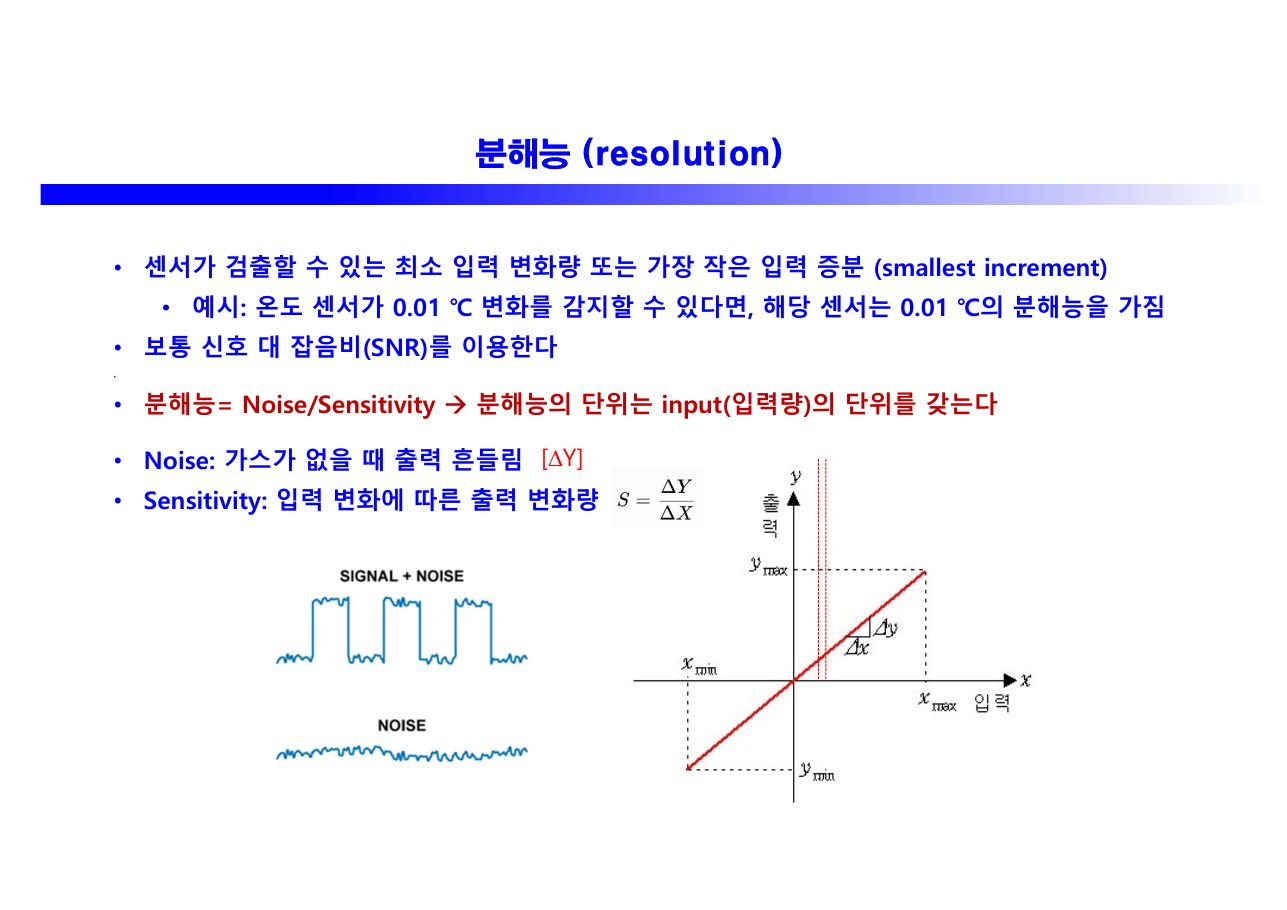 분해능 (resolution)
• 센서가 검출할 수 있는 최소 입력 변화량 또는 가장 작은 입력 증분 (smallest increment)
• 예시: 온도 센서가 0.01 ℃ 변화를 감지할 수 있다면, 해당 센서는 0.01 ℃의 분해능을 가짐
• 보통 신호 대 잡음비(SNR)를 이용한다
• 분해능= Noise/Sensitivity → 분해능의 단위는 input(입력량)의 단위를 갖는다
• Noise: 가스가 없을 때 출력 흔들림 [ΔY]
• Sensitivity: 입력 변화에 따른 출력 변화량 S = ΔY/ΔX
SIGNAL + NOISE
NOISE
y
출력
y max
Δy
Δx
x min
x
x max 입력
y min